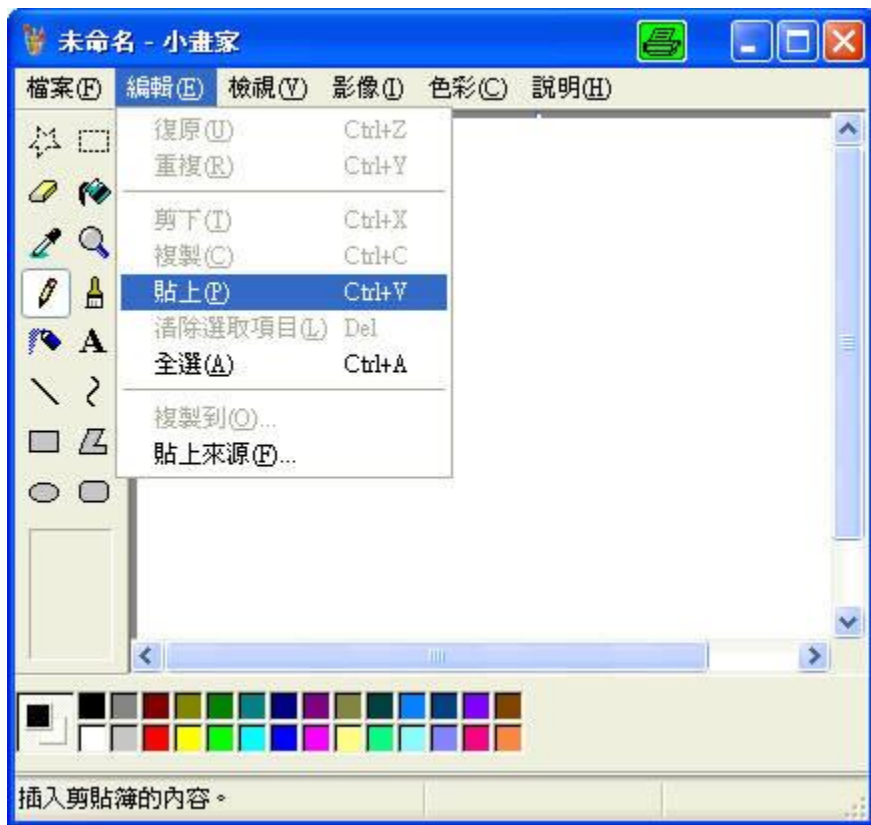 未命名 - 小畫家
檔案(F) 編輯(E) 檢視(V) 影像(I) 色彩(C) 說明(H)
復原(U) Ctrl+Z
重複(R) Ctrl+Y
剪下(T) Ctrl+X
複製(C) Ctrl+C
貼上(P) Ctrl+V
清除選取項目(L) Del
全選(A) Ctrl+A
複製到(O)...
貼上來源(F)...
A
插入剪貼簿的內容。